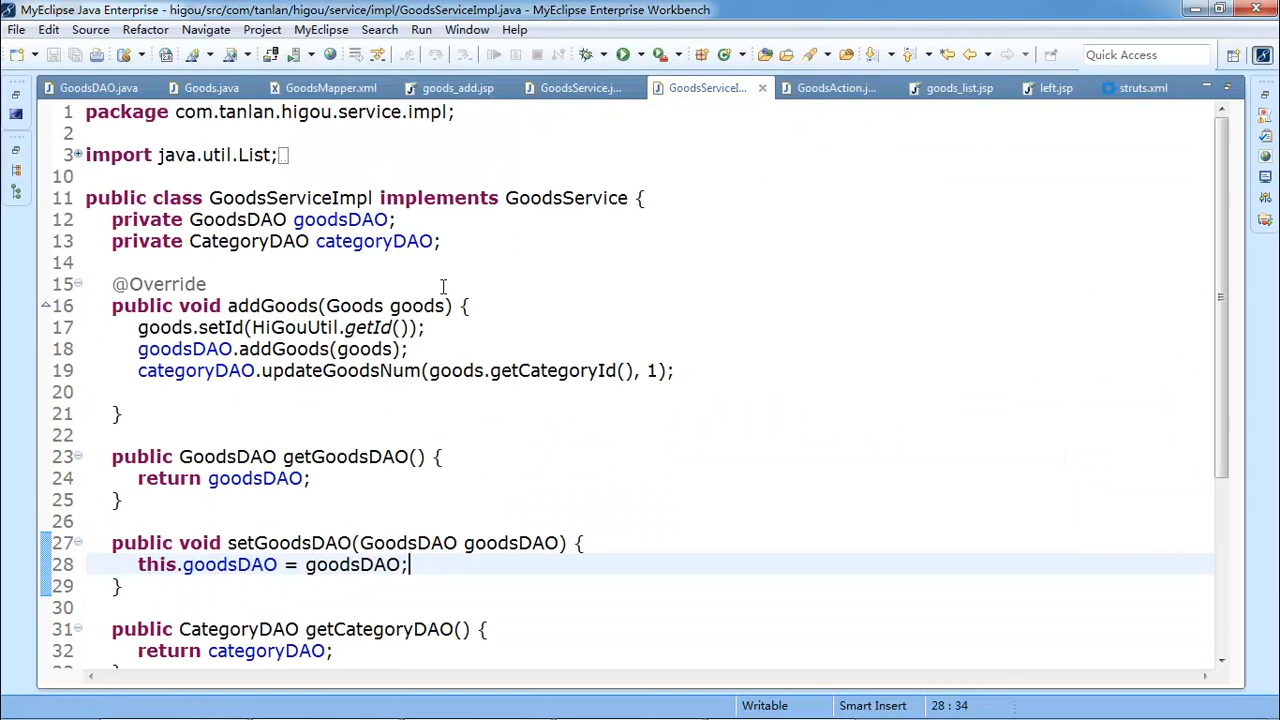 MyEclipse Java Enterprise - higou/src/com/tanlan/higou/service/impl/GoodsServiceImpl.java - MyEclipse Enterprise Workbench
File Edit Source Refactor Navigate Project MyEclipse Search Run Window Help
Quick Access
GoodsDAO.java Goods.java GoodsMapper.xml goods_add.jsp GoodsService.j... GoodsServiceI... GoodsAction.j... goods_list.jsp left.jsp struts.xml
1 package com.tanlan.higou.service.impl;
2
3 import java.util.List;
10
11 public class GoodsServiceImpl implements GoodsService {
12 private GoodsDAO goodsDAO;
13 private CategoryDAO categoryDAO;
14
15 @Override
16 public void addGoods(Goods goods) {
17 goods.setId(HiGouUtil.getId());
18 goodsDAO.addGoods(goods);
19 categoryDAO.updateGoodsNum(goods.getCategoryId(), 1);
20
21 }
22
23 public GoodsDAO getGoodsDAO() {
24 return goodsDAO;
25 }
26
27 public void setGoodsDAO(GoodsDAO goodsDAO) {
28 this.goodsDAO = goodsDAO;
29 }
30
31 public CategoryDAO getCategoryDAO() {
32 return categoryDAO;
Writable Smart Insert 28 : 34